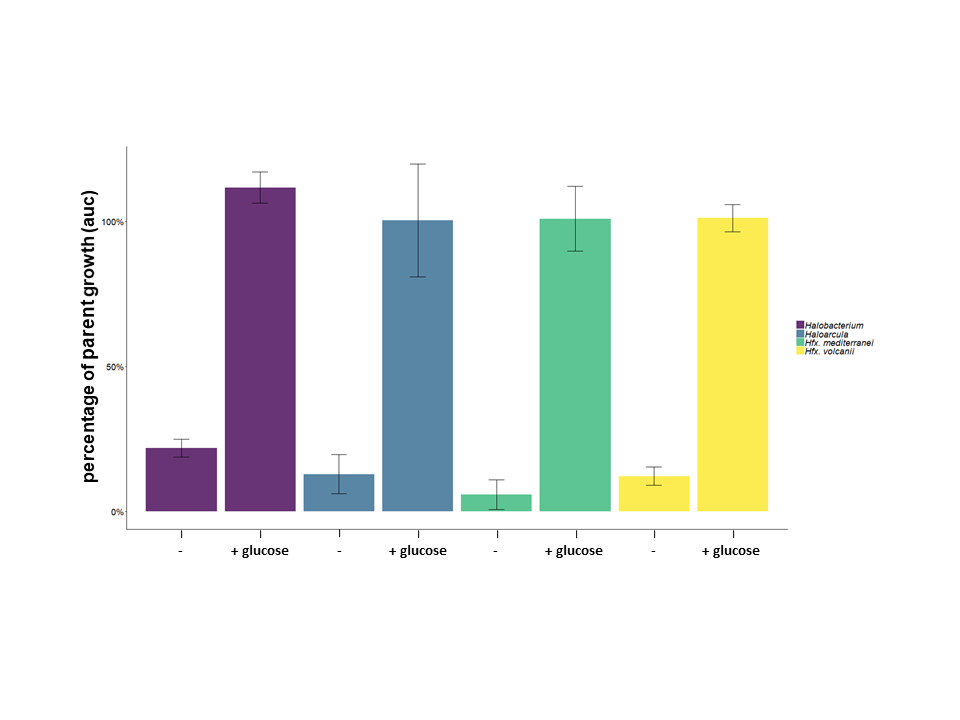 percentage of parent growth (auc)
100%
50%
0%
- + glucose - + glucose - + glucose - + glucose
Halobacterium
Haloarcula
Hfx. mediterranei
Hfx. volcanii